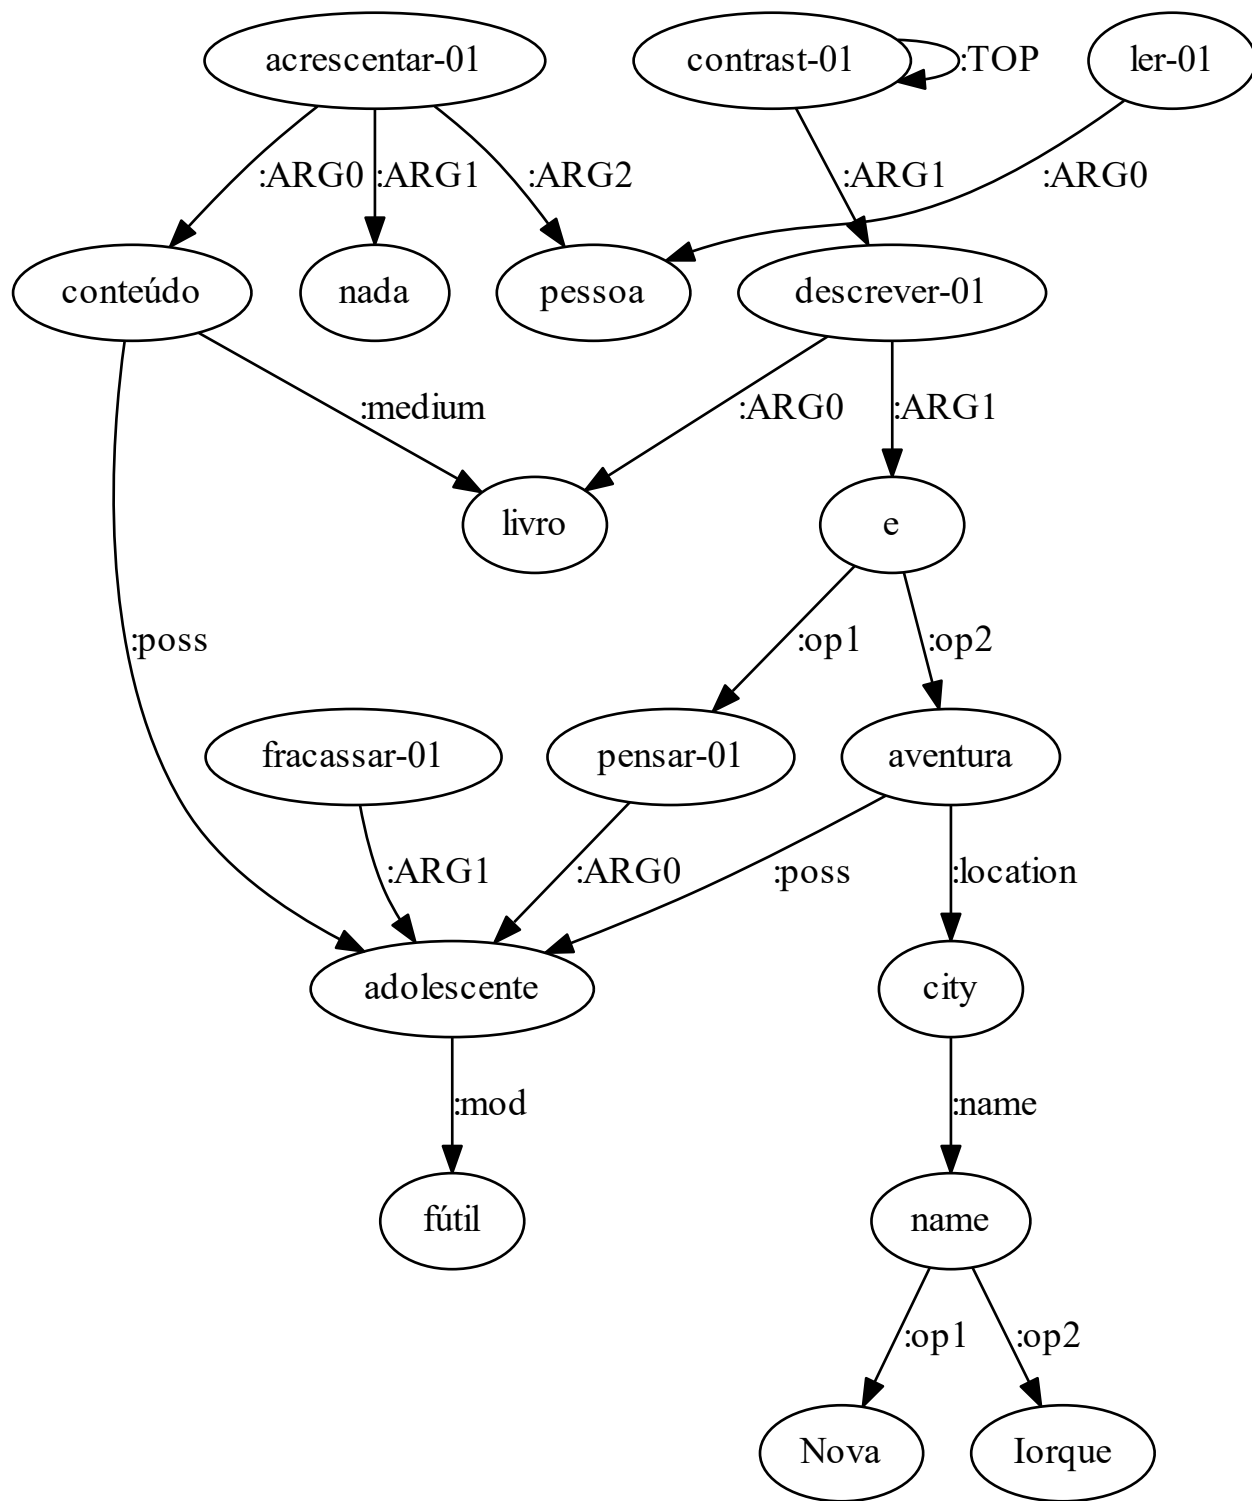 acrescentar-01 contrast-01 :TOP ler-01
:ARG0 :ARG1 :ARG2 :ARG1 :ARG0
conteúdo nada pessoa descrever-01
:medium :ARG0 :ARG1
livro e
:poss :op1 :op2
fracassar-01 pensar-01 aventura
:ARG1 :ARG0 :poss :location
adolescente city
:mod :name
fútil name
:op1 :op2
Nova Iorque